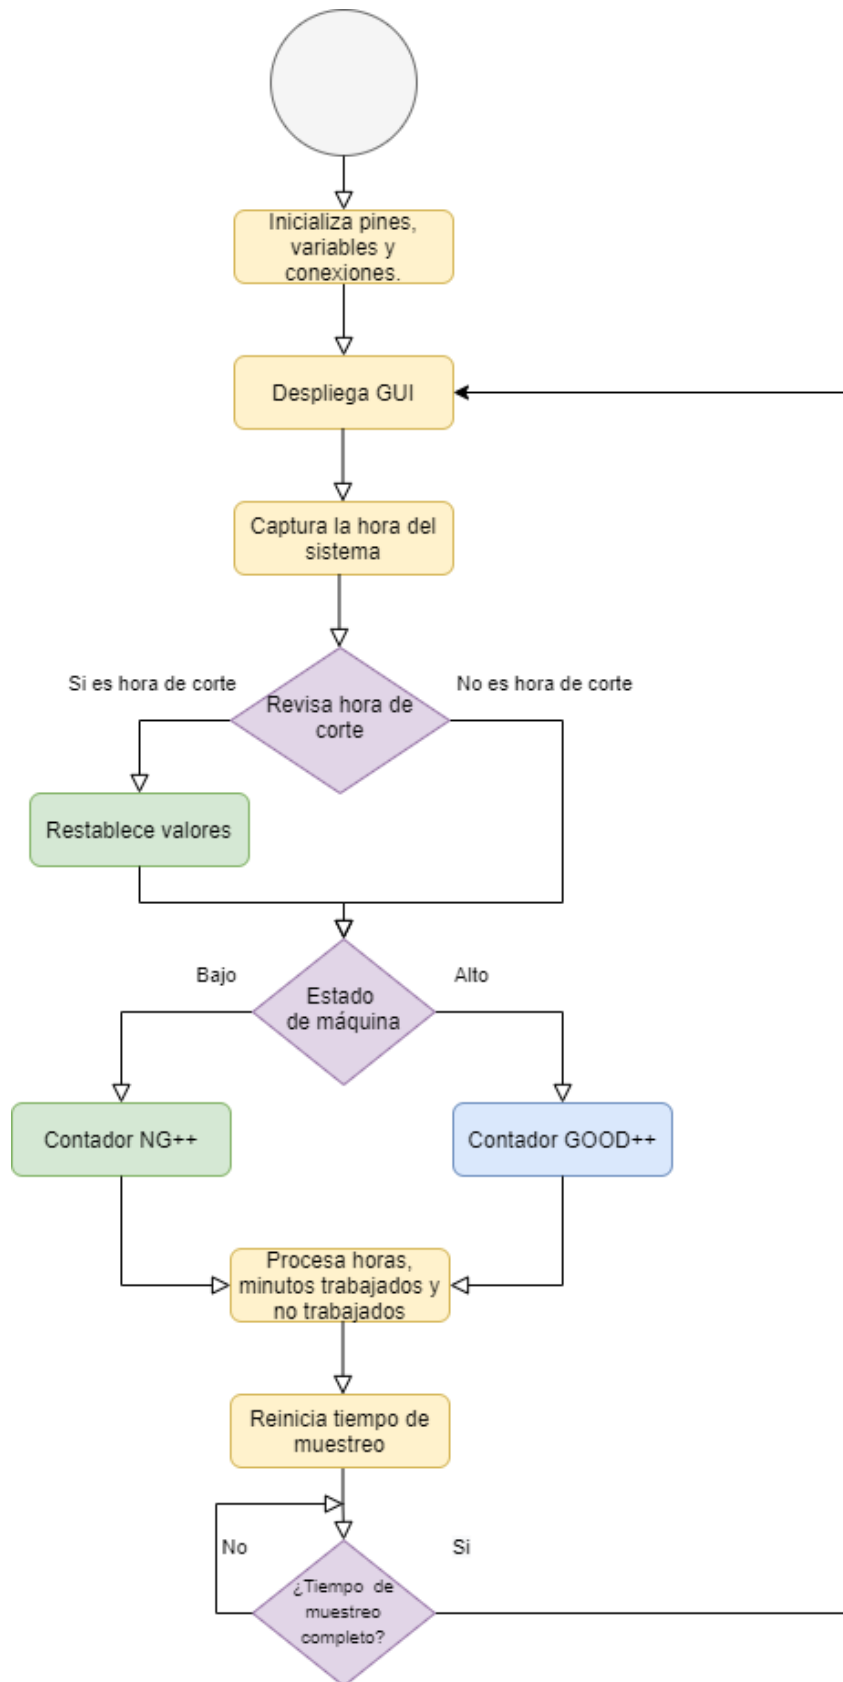 Inicializa pines,
variables y
conexiones.
Despliega GUI
Captura la hora del
sistema
Si es hora de corte
No es hora de corte
Revisa hora de
corte
Restablece valores
Bajo
Alto
Estado
de máquina
Contador NG++
Contador GOOD++
Procesa horas,
minutos trabajados y
no trabajados
Reinicia tiempo de
muestreo
No
Si
¿Tiempo de
muestreo
completo?